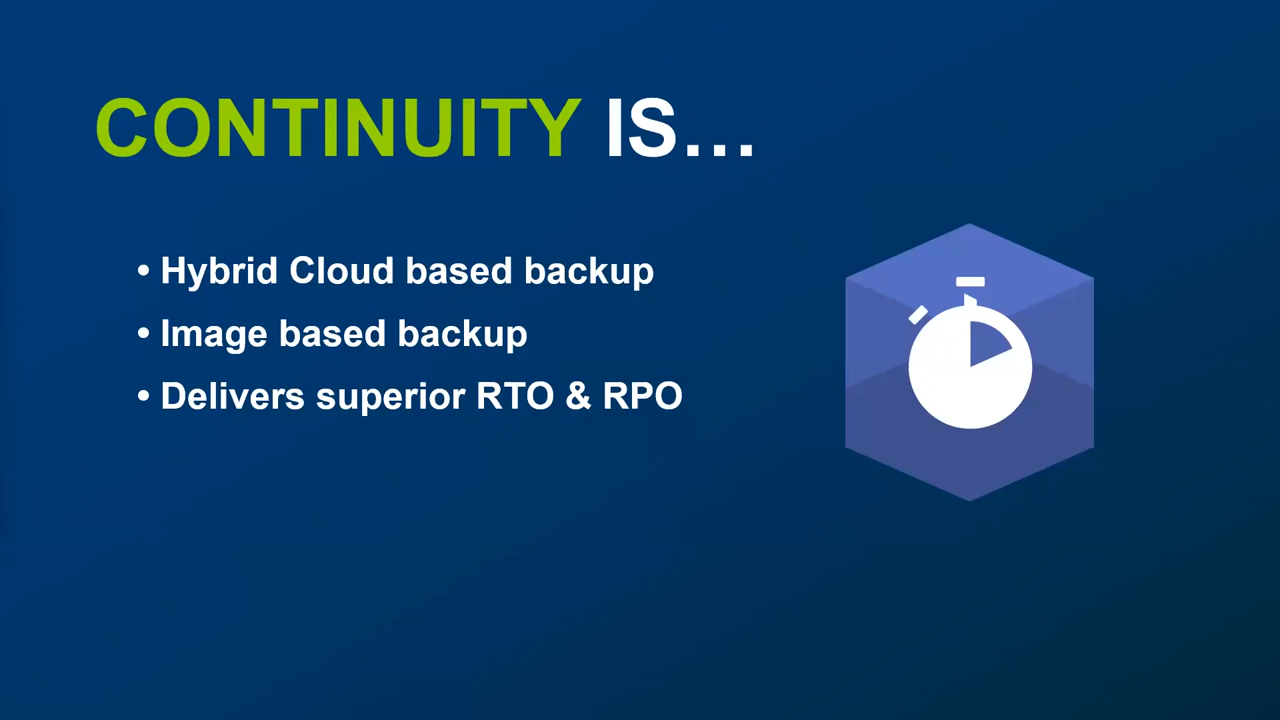 CONTINUITY IS…
• Hybrid Cloud based backup
• Image based backup
• Delivers superior RTO & RPO